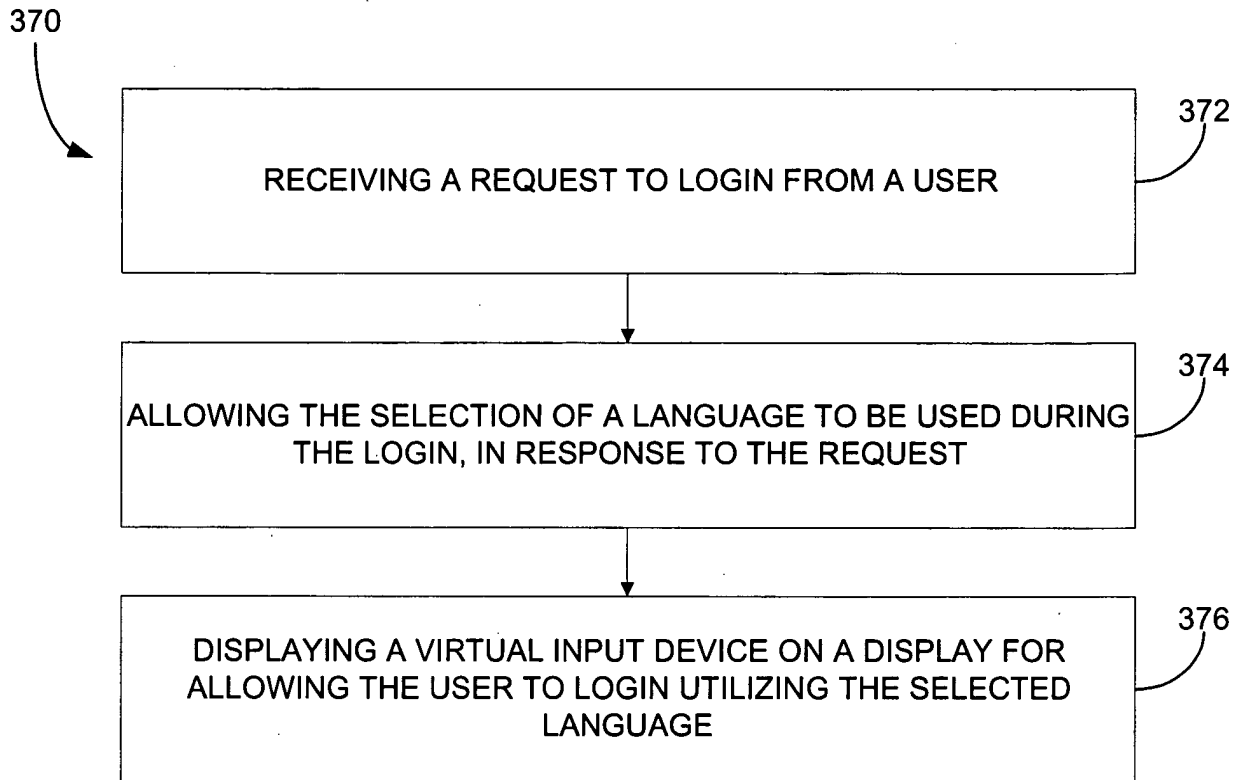 370
372
RECEIVING A REQUEST TO LOGIN FROM A USER
374
ALLOWING THE SELECTION OF A LANGUAGE TO BE USED DURING
THE LOGIN, IN RESPONSE TO THE REQUEST
376
DISPLAYING A VIRTUAL INPUT DEVICE ON A DISPLAY FOR
ALLOWING THE USER TO LOGIN UTILIZING THE SELECTED
LANGUAGE